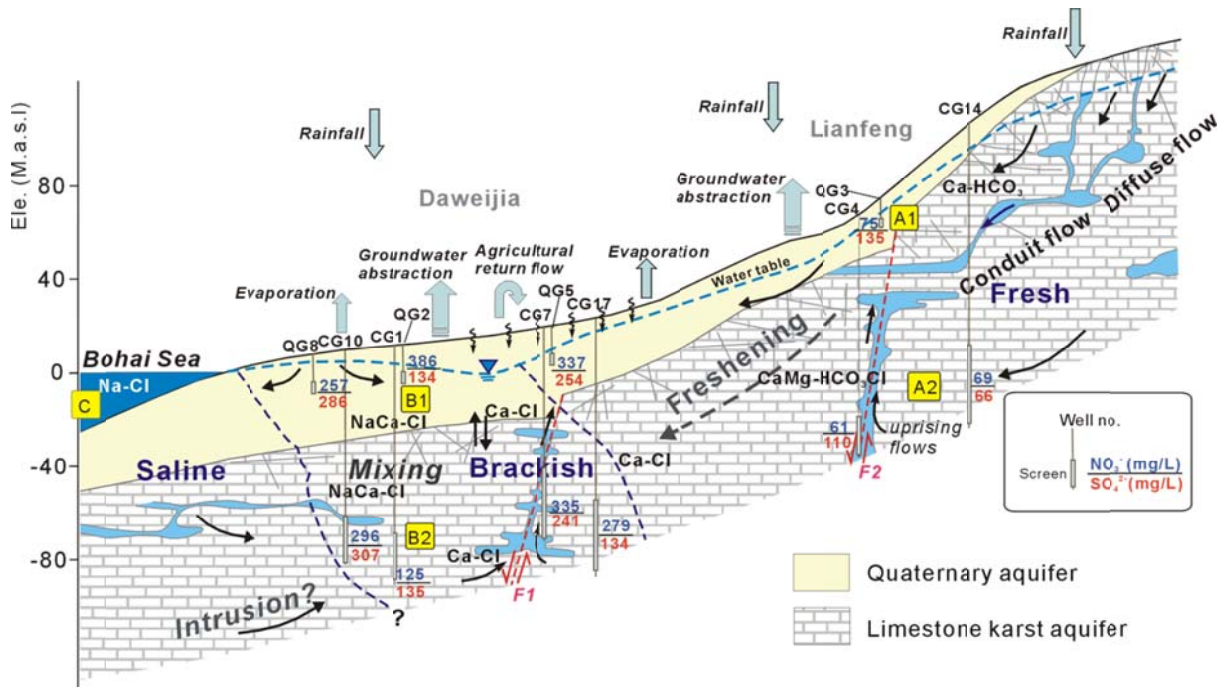 Rainfall
CG14
Rainfall
Lianfeng
Rainfall
Ele. (M.a.s.l)
80
40
0
-40
-80
Daweijia
Groundwater
abstraction
QG3
CG4
75
135
A1
Ca-HCO₃
Diffuse flow
Conduit flow
Fresh
Groundwater
abstraction
Agricultural
return flow
Evaporation
Evaporation
Water table
QG5
CG7
CG17
QG2
CG1
QG8
CG10
Bohai Sea
Na-Cl
C
257
286
386
134
B1
337
254
Freshening
CaMg-HCO₃Cl
A2
69
66
NaCa-Cl
Ca-Cl
Ca-Cl
61
110
uprising
flows
F2
Saline
Mixing
Brackish
NaCa-Cl
296
307
B2
335
241
279
134
Ca-Cl
125
135
F1
Intrusion?
?
Well no.
Screen
NO₃⁻(mg/L)
SO₄²⁻(mg/L)
Quaternary aquifer
Limestone karst aquifer